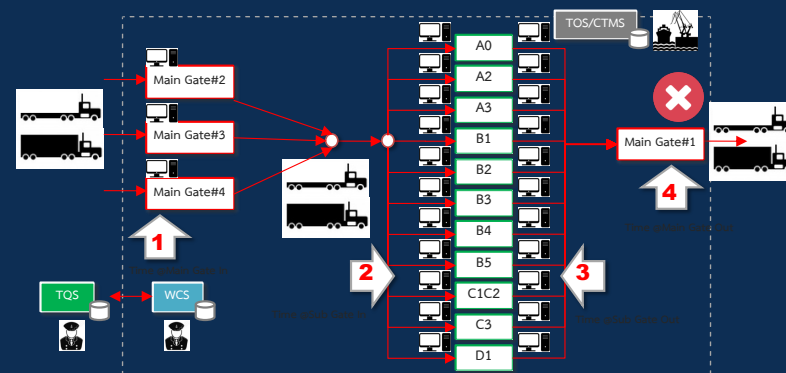 TOS/CTMS
A0
Main Gate#2
A2
A3
Main Gate#3
B1
Main Gate#1
B2
Main Gate#4
B3
4
1
B4
2
B5
3
TQS
WCS
C1C2
C3
D1